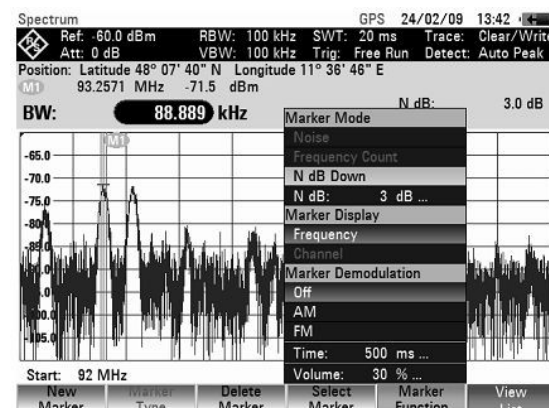 Spectrum GPS 24/02/09 13:42
Ref: -60.0 dBm RBW: 100 kHz SWT: 20 ms Trace: Clear/Write
Att: 0 dB VBW: 100 kHz Trig: Free Run Detect: Auto Peak
Position: Latitude 48° 07' 40" N Longitude 11° 36' 46" E
M1 93.2571 MHz -71.5 dBm
N dB: 3.0 dB
BW: 88.889 kHz
Marker Mode
Noise
Frequency Count
N dB Down
N dB: 3 dB ...
Marker Display
Frequency
Channel
Marker Demodulation
Off
AM
FM
Time: 500 ms ...
Volume: 30 % ...
M1
-65.0
-70.0
-75.0
Start: 92 MHz
New Marker
Marker Type
Delete Marker
Select Marker
Marker Function
View List